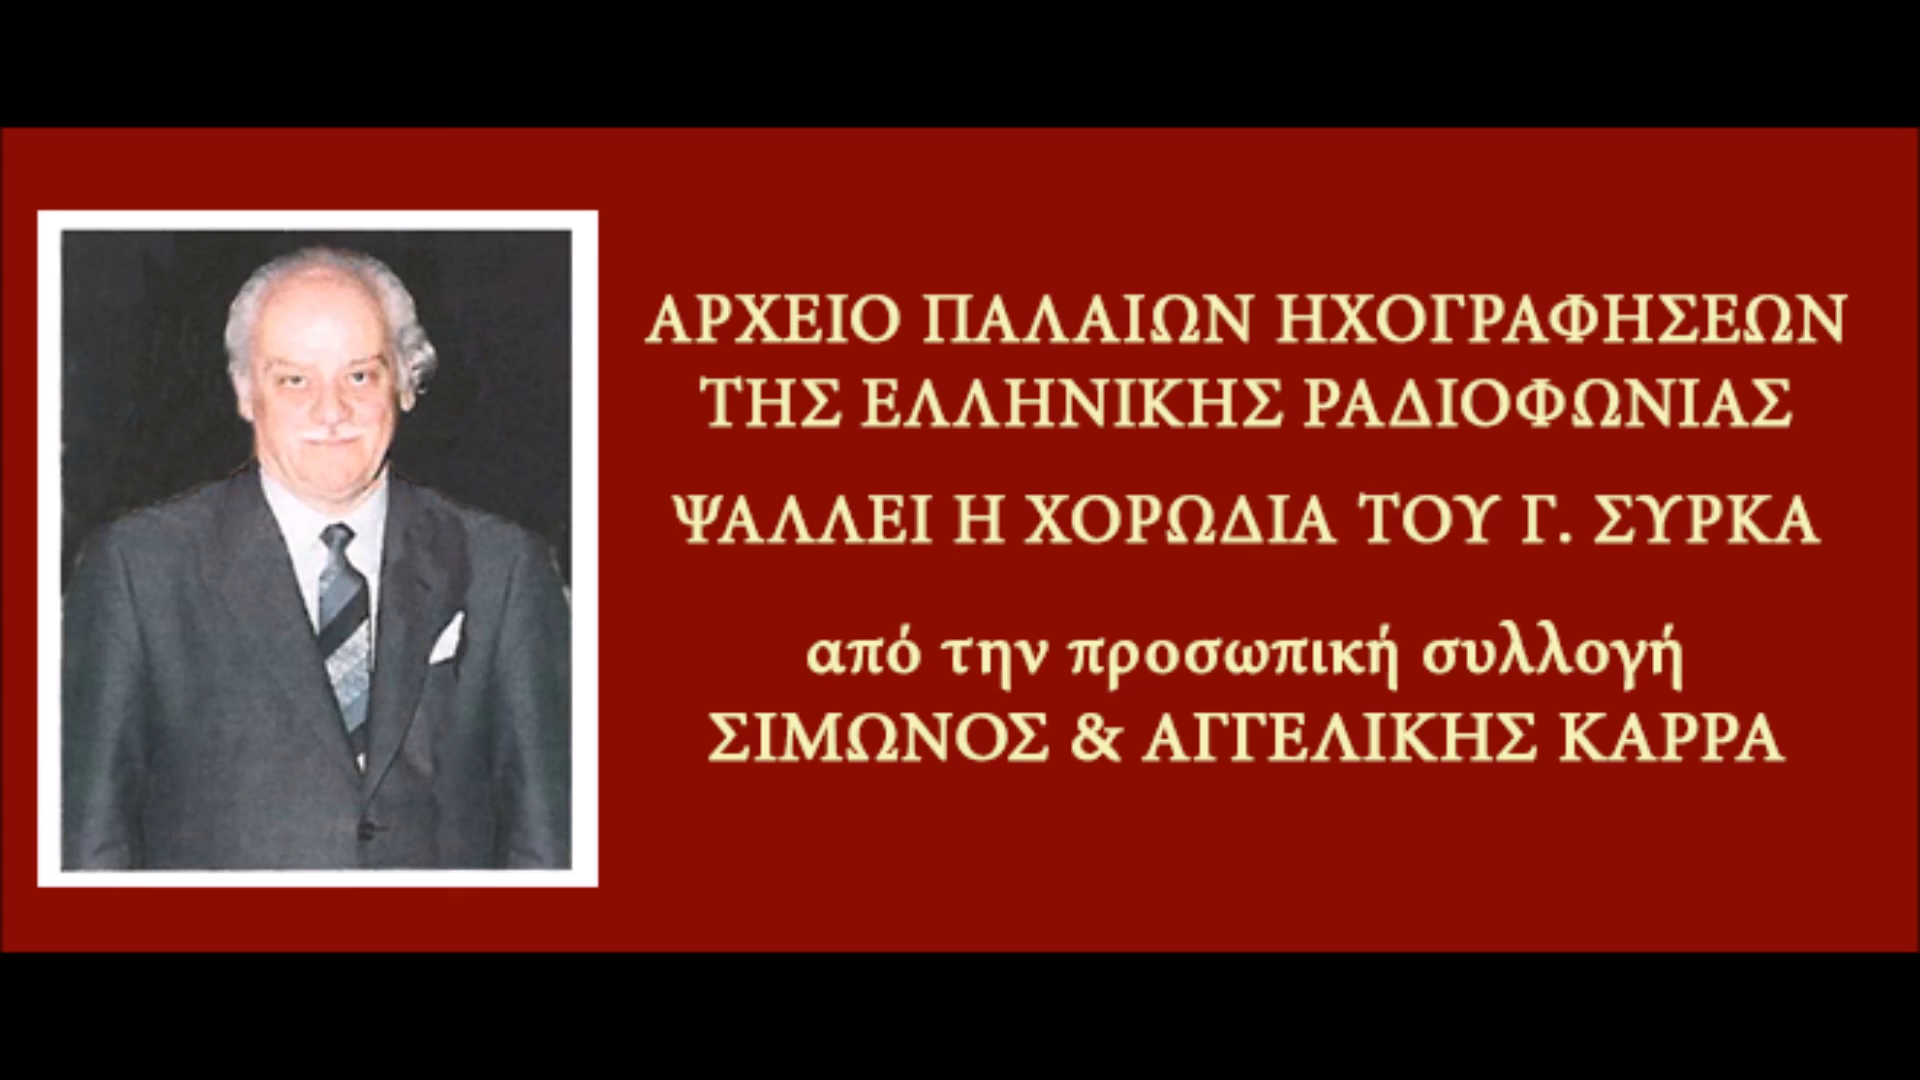 ΑΡΧΕΙΟ ΠΑΛΑΙΩΝ ΗΧΟΓΡΑΦΗΣΕΩΝ
ΤΗΣ ΕΛΛΗΝΙΚΗΣ ΡΑΔΙΟΦΩΝΙΑΣ
ΨΑΛΛΕΙ Η ΧΟΡΩΔΙΑ ΤΟΥ Γ. ΣΥΡΚΑ
από την προσωπική συλλογή
ΣΙΜΩΝΟΣ & ΑΓΓΕΛΙΚΗΣ ΚΑΡΡΑ